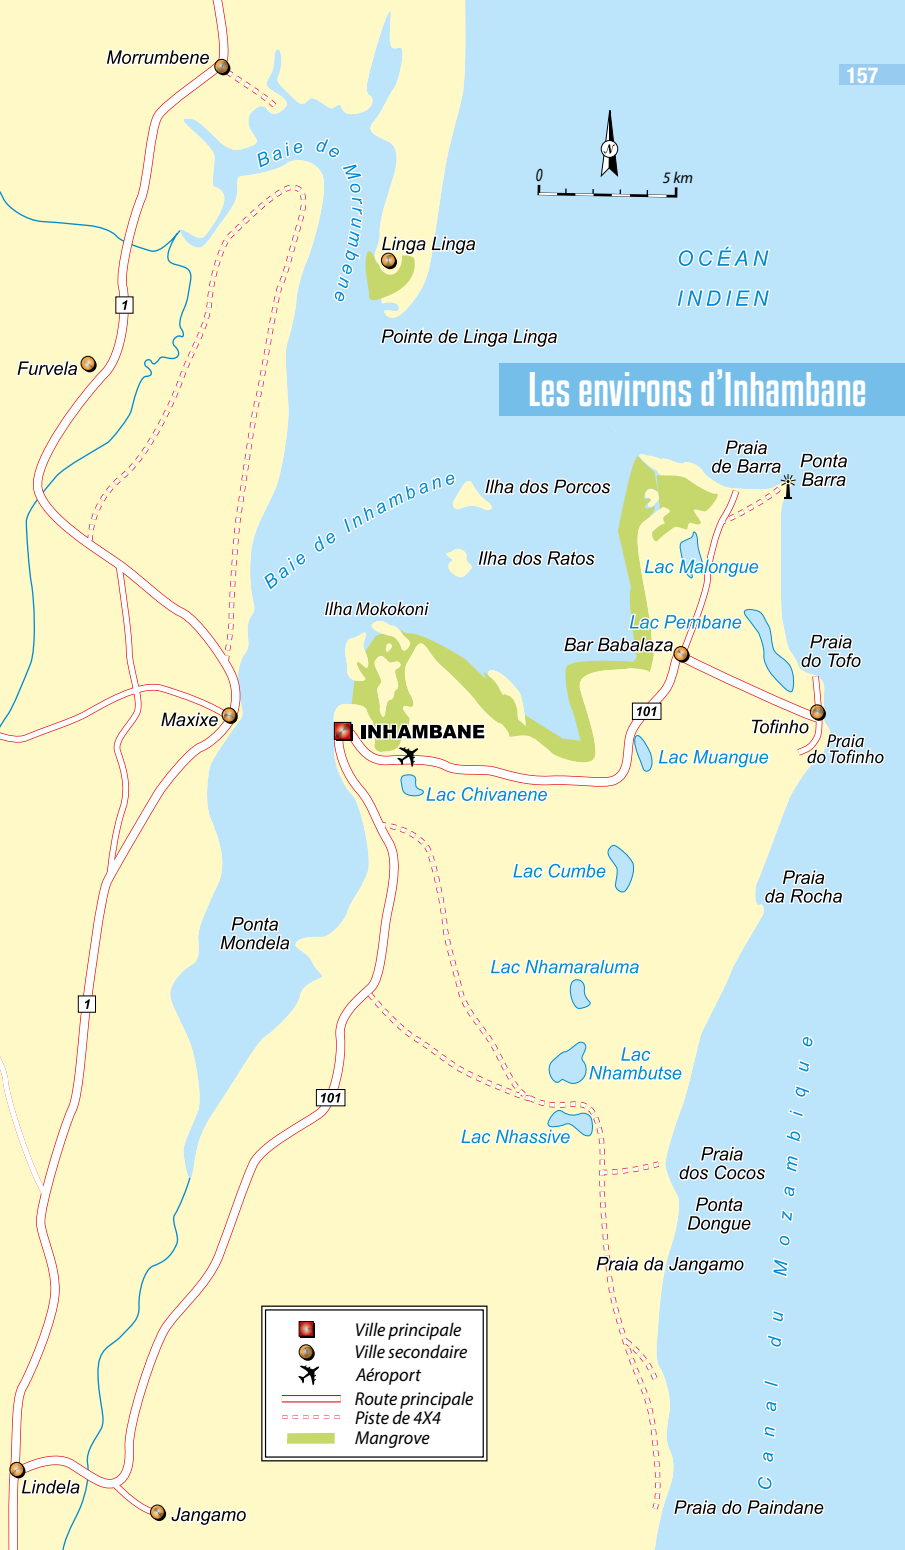 Morrumbene
157
Baie de Morrumbene
N
0
5 km
Linga Linga
OCÉAN
INDIEN
1
Pointe de Linga Linga
Furvela
Les environs d'Inhambane
Praia
de Barra
Ponta
Barra
Baie de Inhambane
Ilha dos Porcos
Ilha dos Ratos
Lac Malongue
Ilha Mokokoni
Lac Pembane
Bar Babalaza
Praia
do Tofo
101
Maxixe
INHAMBANE
Tofinho
Praia
do Tofinho
Lac Muangue
Lac Chivanene
Lac Cumbe
Praia
da Rocha
Ponta
Mondela
Lac Nhamaraluma
1
Lac
Nhambutse
101
Lac Nhassive
Canal du Mozambique
Praia
dos Cocos
Ponta
Dongue
Praia da Jangamo
Ville principale
Ville secondaire
Aéroport
Route principale
Piste de 4X4
Mangrove
Lindela
Jangamo
Praia do Paindane